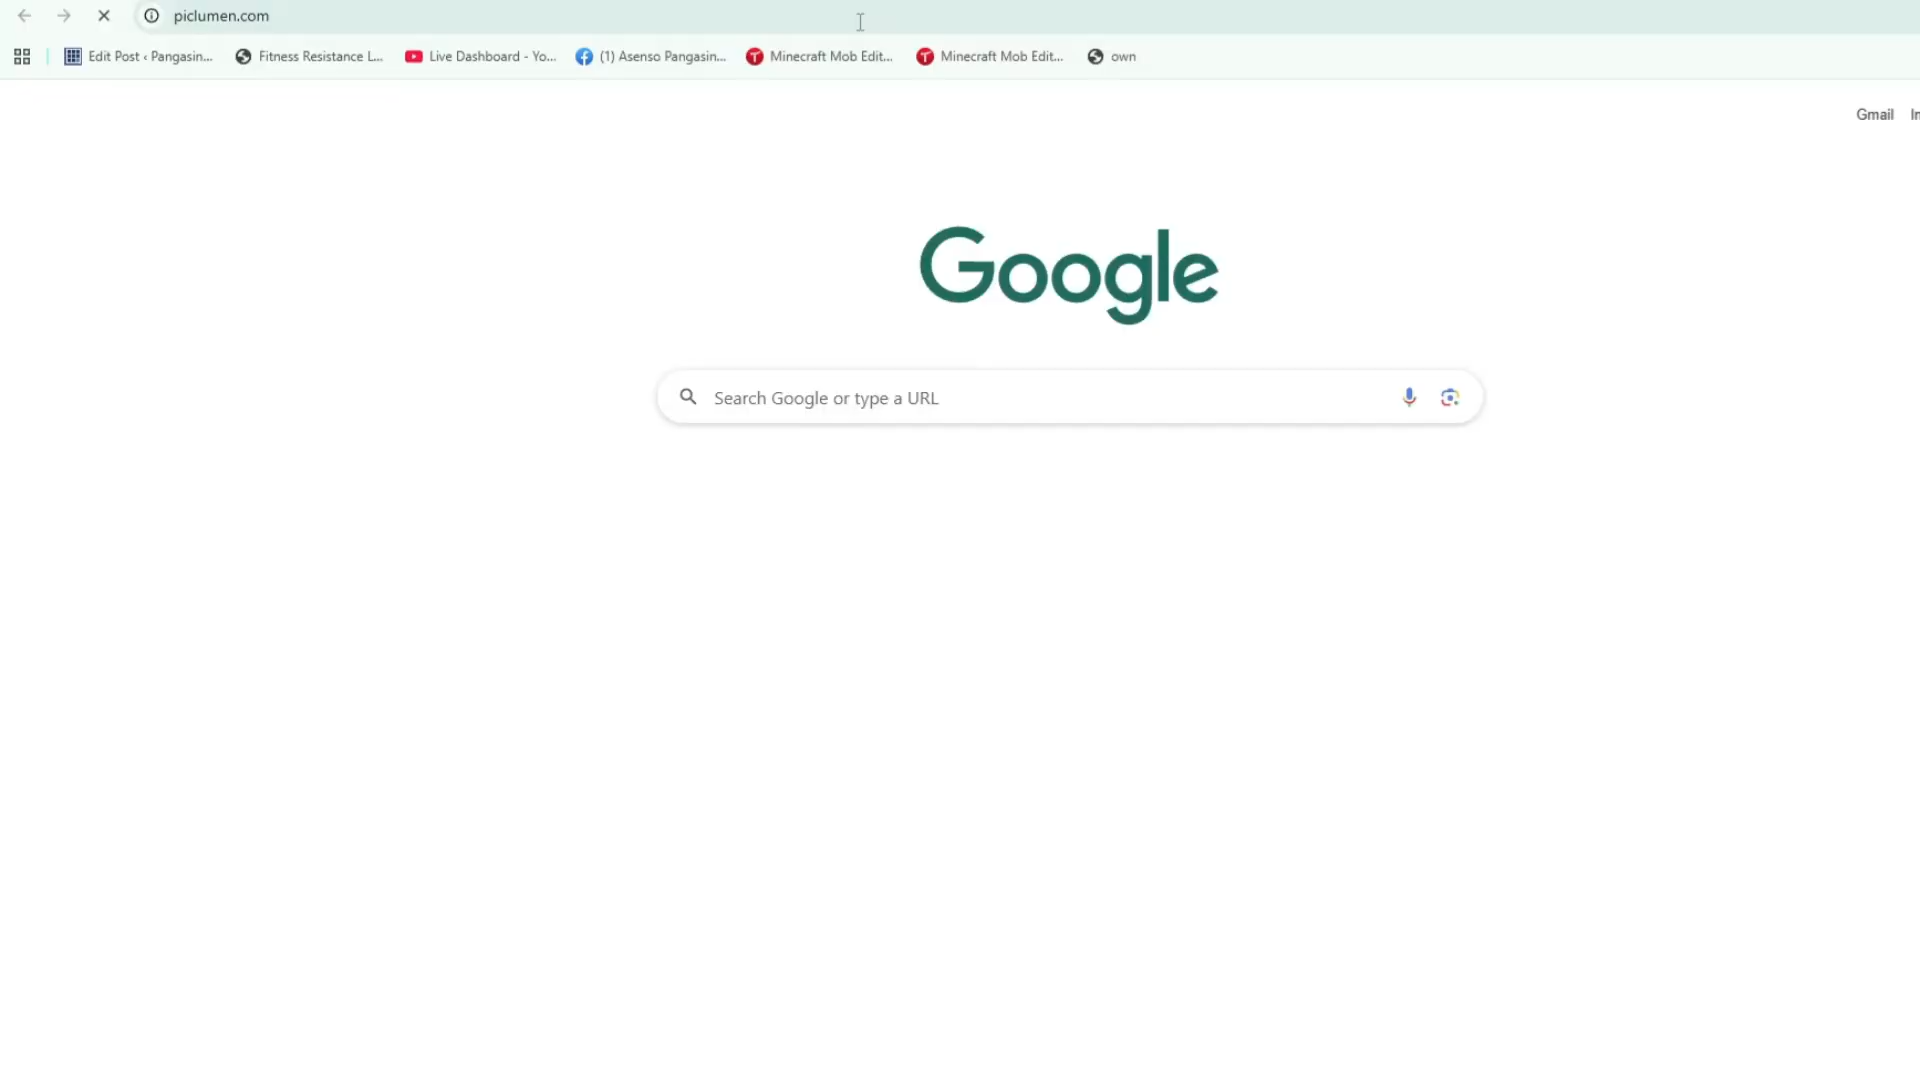 piclumen.com
Edit Post ‹ Pangasin...
Fitness Resistance L...
Live Dashboard - Yo...
(1) Asenso Pangasin...
Minecraft Mob Edit...
Minecraft Mob Edit...
own
Gmail
Google
Search Google or type a URL